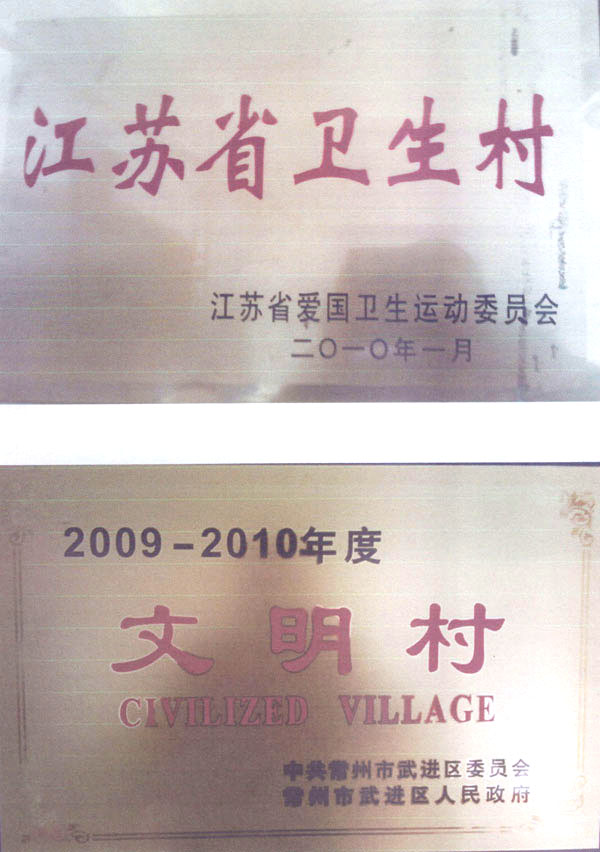 江苏省卫生村
江苏省爱国卫生运动委员会
二〇一〇年一月
2009-2010年度
文明村
CIVILIZED VILLAGE
中共常州市武进区委员会
常州市武进区人民政府